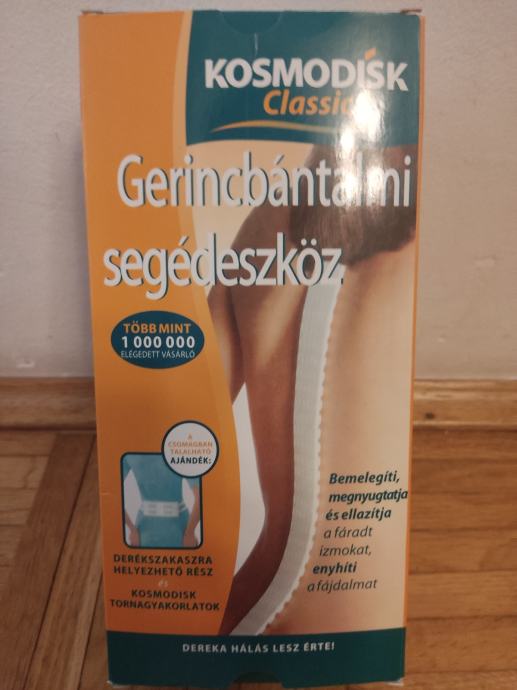 KOSMODÍSK
Classic
Gerincbántalmi
segédeszköz
TÖBB MINT
1 000 000
ELÉGEDETT VÁSÁRLÓ
A
CSOMAGBAN
TALÁLHATÓ
AJÁNDÉK:
DERÉKSZAKASZRA
HELYEZHETŐ RÉSZ
és
KOSMODISK
TORNAGYAKORLATOK
Bemelegíti,
megnyugtatja
és ellazítja
a fáradt
izmokat,
enyhíti
a fájdalmat
DEREKA HÁLÁS LESZ ÉRTE!